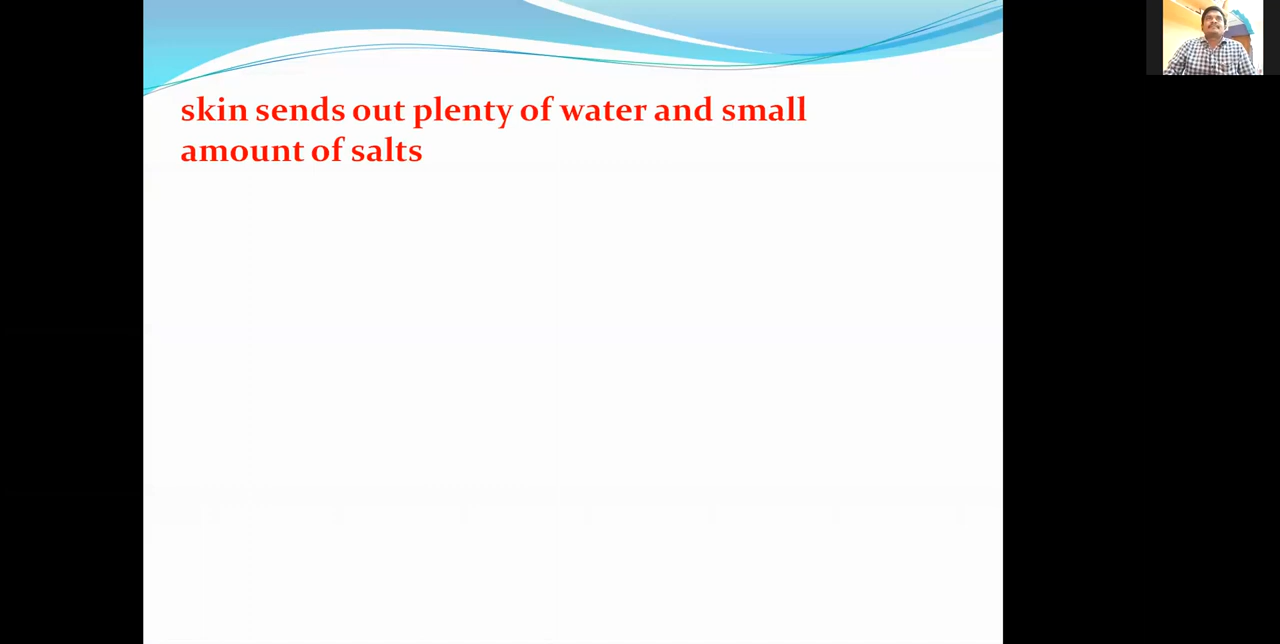 skin sends out plenty of water and small
amount of salts